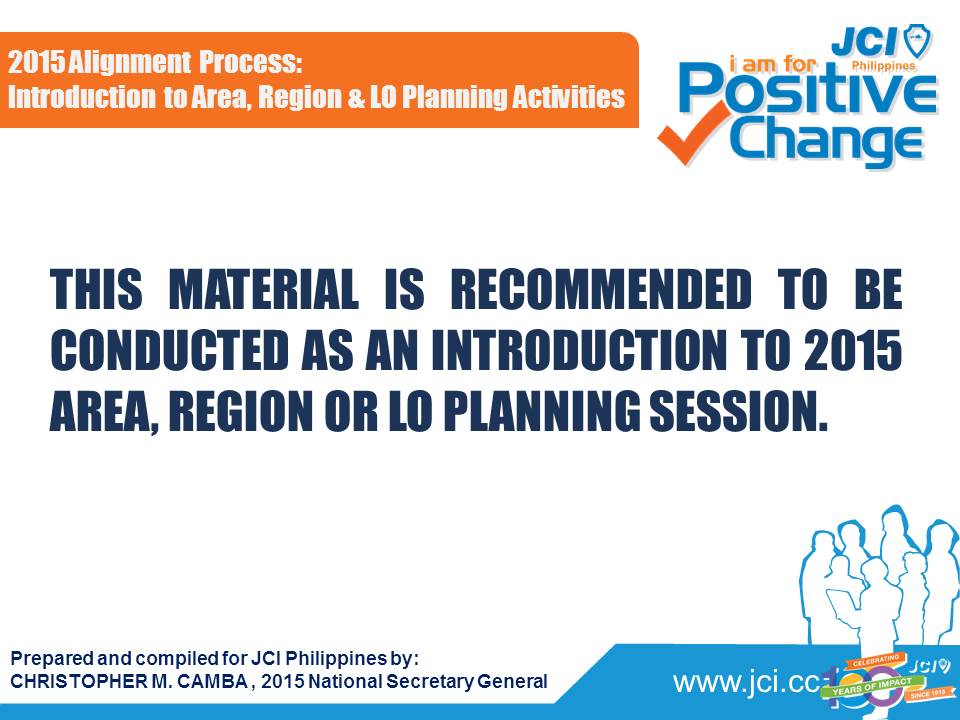 2015 Alignment Process:
Introduction to Area, Region & LO Planning Activities
JCI
Philippines
i am for
Positive
Change
THIS MATERIAL IS RECOMMENDED TO BE
CONDUCTED AS AN INTRODUCTION TO 2015
AREA, REGION OR LO PLANNING SESSION.
Prepared and compiled for JCI Philippines by:
CHRISTOPHER M. CAMBA , 2015 National Secretary General
www.jci.cc
CELEBRATING
100
YEARS OF IMPACT
SINCE 1915
JCI